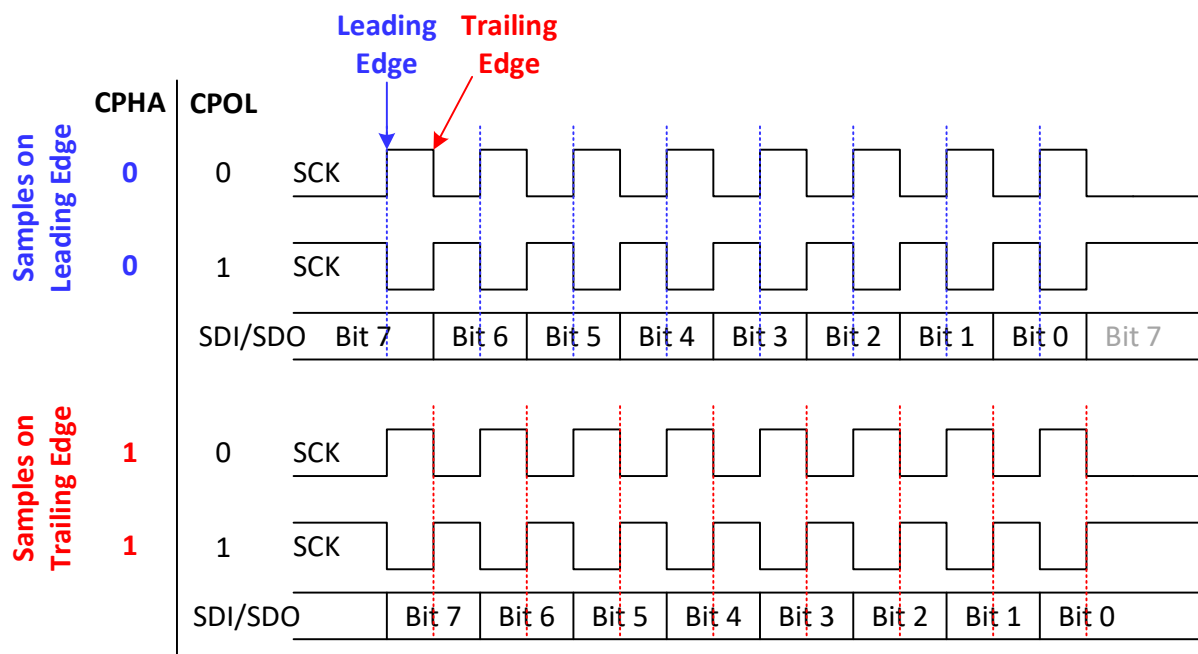 Leading Trailing
Edge Edge
CPHA CPOL
Samples on
Leading Edge
0 0 SCK
0 1 SCK
SDI/SDO Bit 7 Bit 6 Bit 5 Bit 4 Bit 3 Bit 2 Bit 1 Bit 0 Bit 7
Samples on
Trailing Edge
1 0 SCK
1 1 SCK
SDI/SDO Bit 7 Bit 6 Bit 5 Bit 4 Bit 3 Bit 2 Bit 1 Bit 0